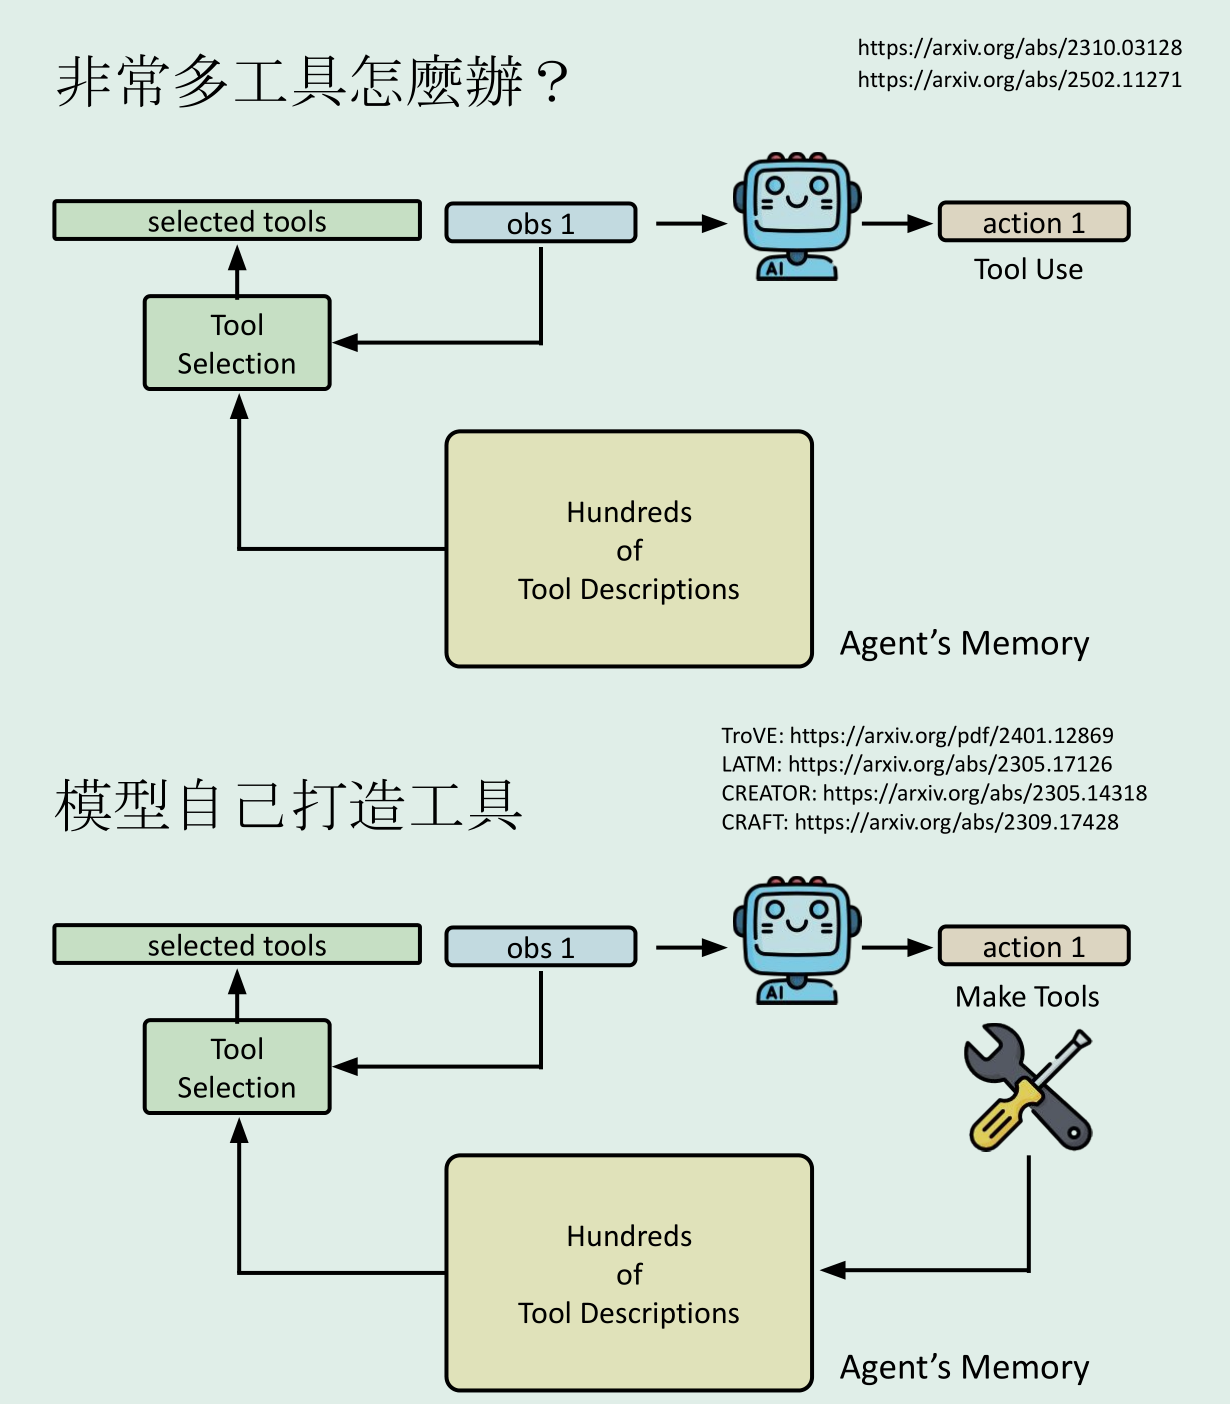 非常多工具怎麼辦？
https://arxiv.org/abs/2310.03128
https://arxiv.org/abs/2502.11271
selected tools
obs 1
AI
action 1
Tool Use
Tool
Selection
Hundreds
of
Tool Descriptions
Agent’s Memory
模型自己打造工具
TroVE: https://arxiv.org/pdf/2401.12869
LATM: https://arxiv.org/abs/2305.17126
CREATOR: https://arxiv.org/abs/2305.14318
CRAFT: https://arxiv.org/abs/2309.17428
selected tools
obs 1
AI
action 1
Make Tools
Tool
Selection
Hundreds
of
Tool Descriptions
Agent’s Memory